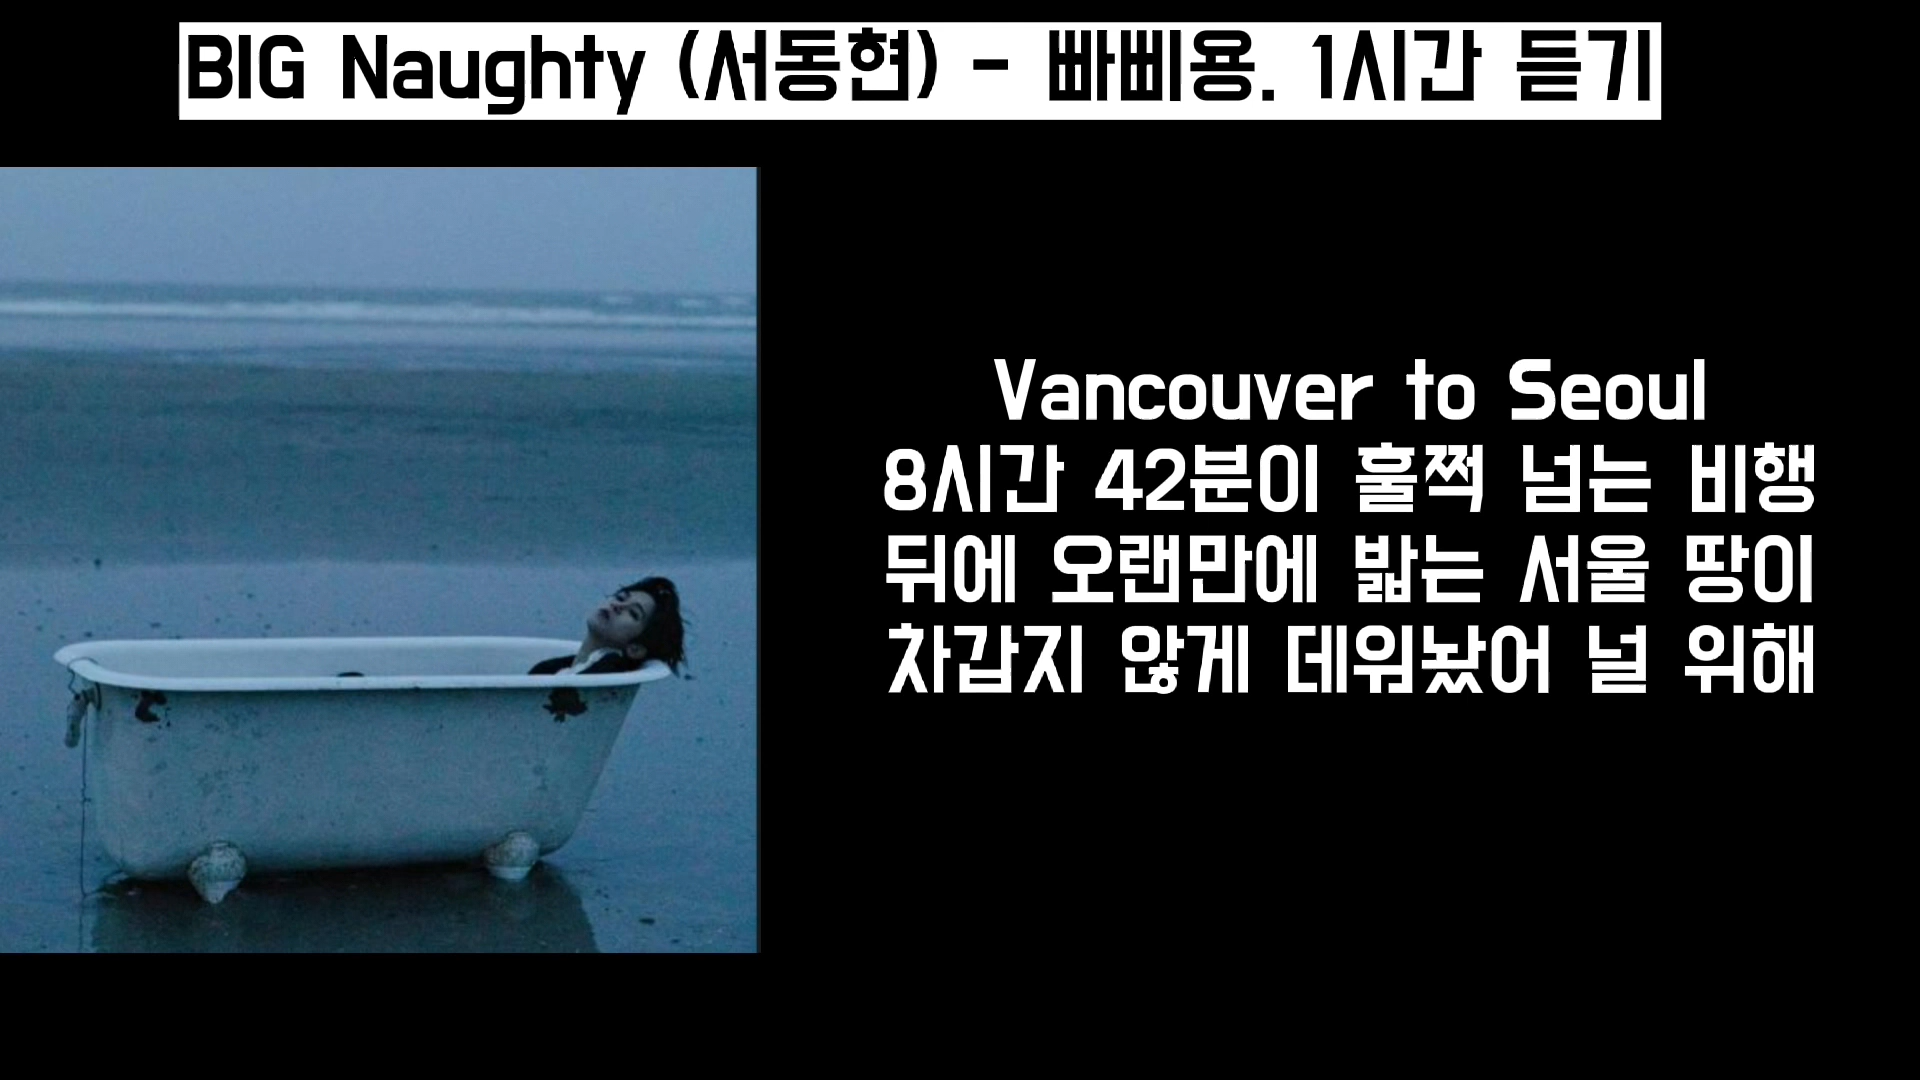 BIG Naughty (서동현) - 빠삐용. 1시간 듣기
Vancouver to Seoul
8시간 42분이 훌쩍 넘는 비행
뒤에 오랜만에 밟는 서울 땅이
차갑지 않게 데워놨어 널 위해